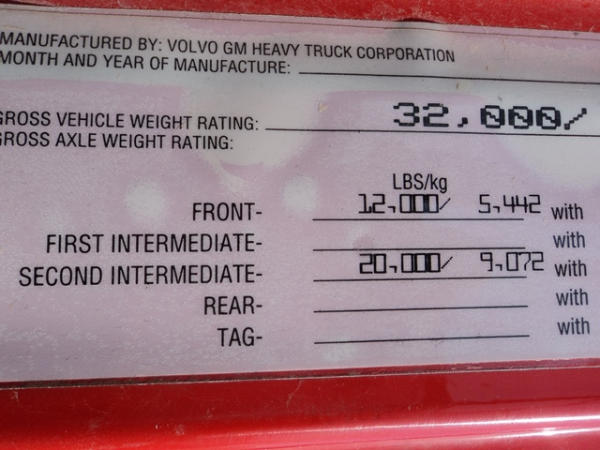 MANUFACTURED BY: VOLVO GM HEAVY TRUCK CORPORATION
MONTH AND YEAR OF MANUFACTURE:
GROSS VEHICLE WEIGHT RATING: 32,000/
GROSS AXLE WEIGHT RATING:
LBS/kg
FRONT- 12,000/ 5,442 with
FIRST INTERMEDIATE- with
SECOND INTERMEDIATE- 20,000/ 9,072 with
REAR- with
TAG- with